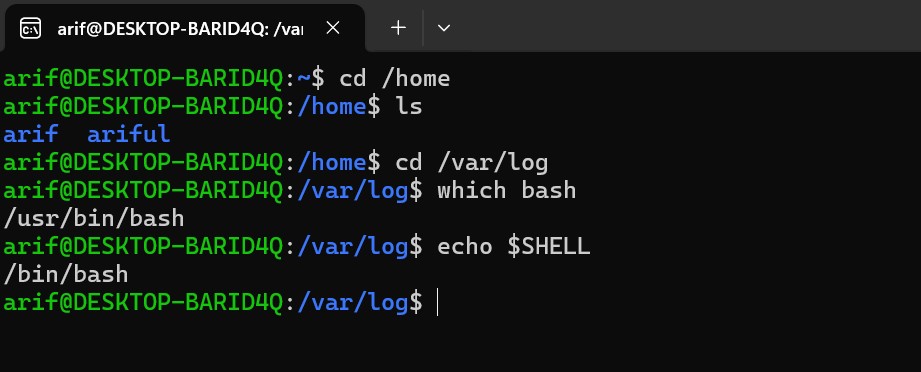 arif@DESKTOP-BARID4Q: /va
arif@DESKTOP-BARID4Q:~$ cd /home
arif@DESKTOP-BARID4Q:/home$ ls
arif  ariful
arif@DESKTOP-BARID4Q:/home$ cd /var/log
arif@DESKTOP-BARID4Q:/var/log$ which bash
/usr/bin/bash
arif@DESKTOP-BARID4Q:/var/log$ echo $SHELL
/bin/bash
arif@DESKTOP-BARID4Q:/var/log$